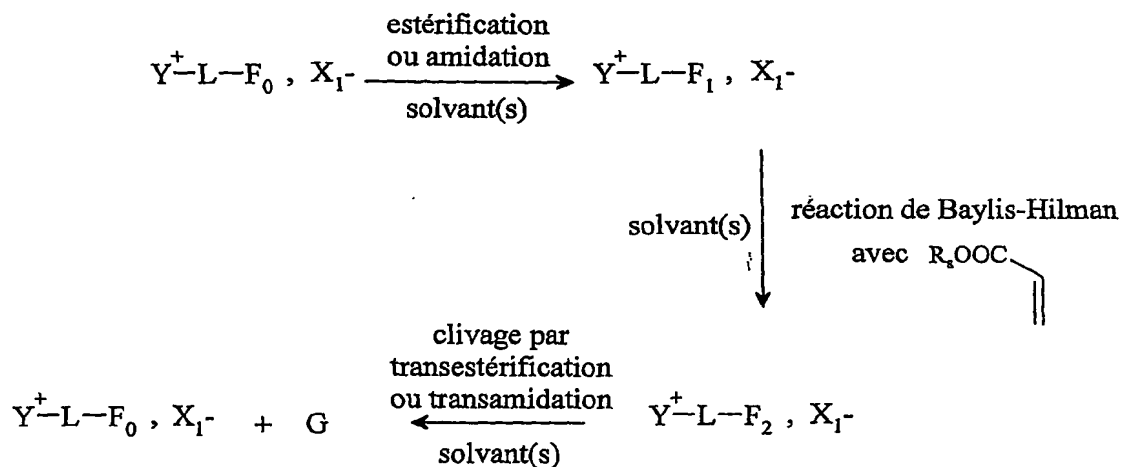 estérification
ou amidation
Y⁺—L—F₀ , X₁- Y⁺—L—F₁ , X₁-
solvant(s)
solvant(s) réaction de Baylis-Hilman
avec RₐOOC
clivage par
transestérification
ou transamidation
Y⁺—L—F₀ , X₁- + G Y⁺—L—F₂ , X₁-
solvant(s)